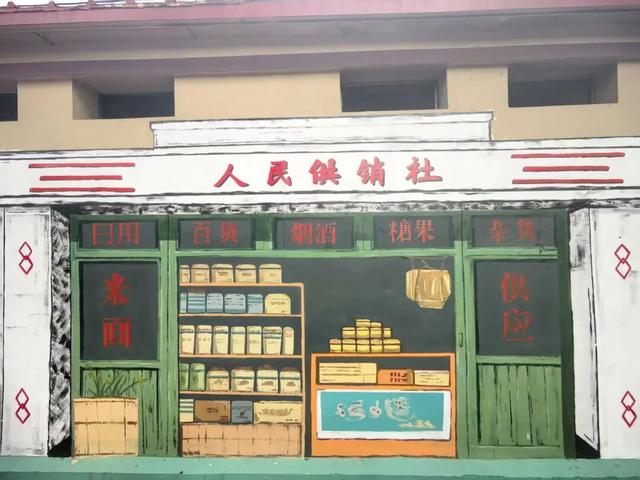 人民供销社
日用 百货 烟酒 糖果 杂货
米面
供应